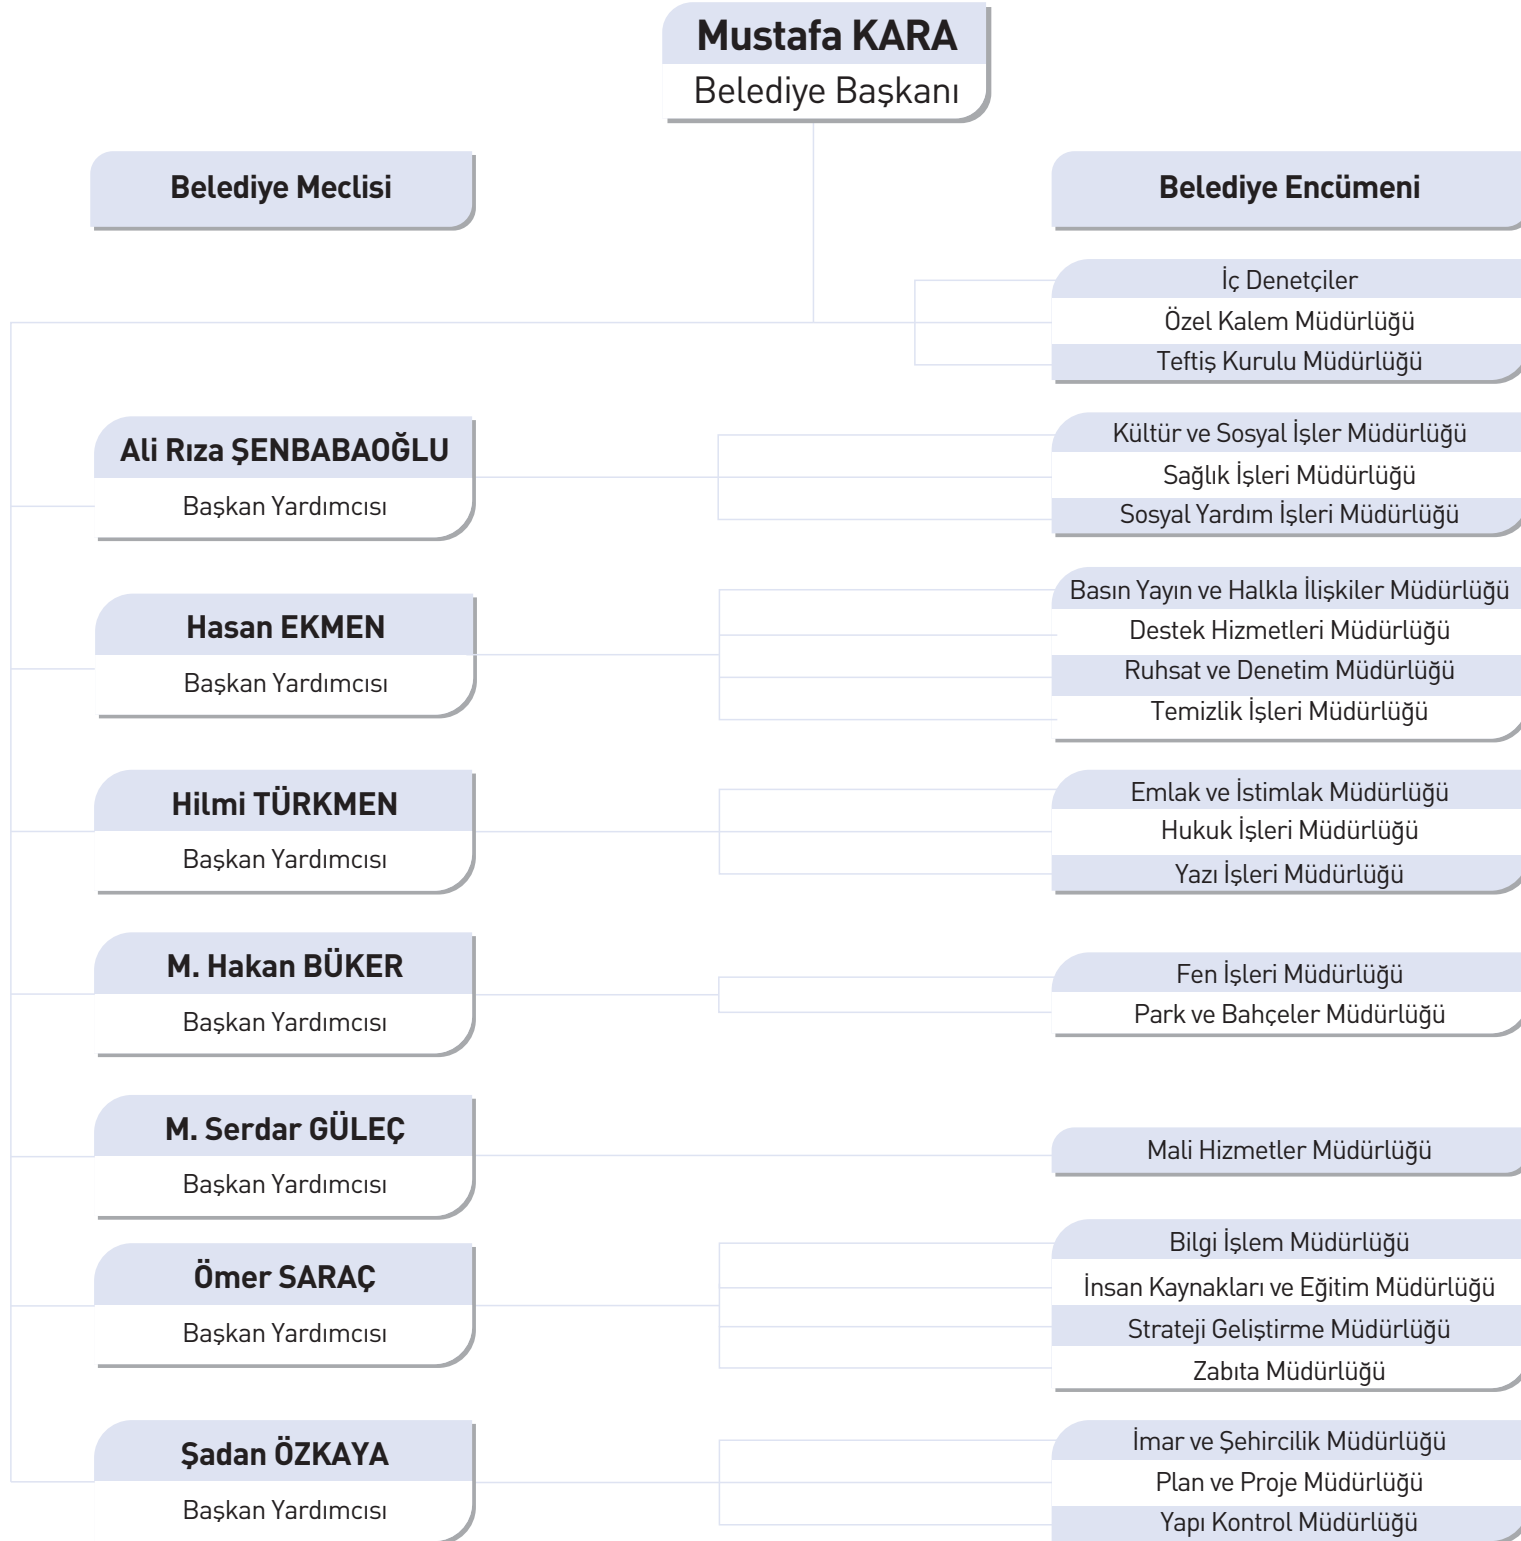 Mustafa KARA
Belediye Başkanı
Belediye Meclisi
Belediye Encümeni
İç Denetçiler
Özel Kalem Müdürlüğü
Teftiş Kurulu Müdürlüğü
Ali Rıza ŞENBABAOĞLU
Başkan Yardımcısı
Kültür ve Sosyal İşler Müdürlüğü
Sağlık İşleri Müdürlüğü
Sosyal Yardım İşleri Müdürlüğü
Hasan EKMEN
Başkan Yardımcısı
Basın Yayın ve Halkla İlişkiler Müdürlüğü
Destek Hizmetleri Müdürlüğü
Ruhsat ve Denetim Müdürlüğü
Temizlik İşleri Müdürlüğü
Hilmi TÜRKMEN
Başkan Yardımcısı
Emlak ve İstimlak Müdürlüğü
Hukuk İşleri Müdürlüğü
Yazı İşleri Müdürlüğü
M. Hakan BÜKER
Başkan Yardımcısı
Fen İşleri Müdürlüğü
Park ve Bahçeler Müdürlüğü
M. Serdar GÜLEÇ
Başkan Yardımcısı
Mali Hizmetler Müdürlüğü
Ömer SARAÇ
Başkan Yardımcısı
Bilgi İşlem Müdürlüğü
İnsan Kaynakları ve Eğitim Müdürlüğü
Strateji Geliştirme Müdürlüğü
Zabıta Müdürlüğü
Şadan ÖZKAYA
Başkan Yardımcısı
İmar ve Şehircilik Müdürlüğü
Plan ve Proje Müdürlüğü
Yapı Kontrol Müdürlüğü